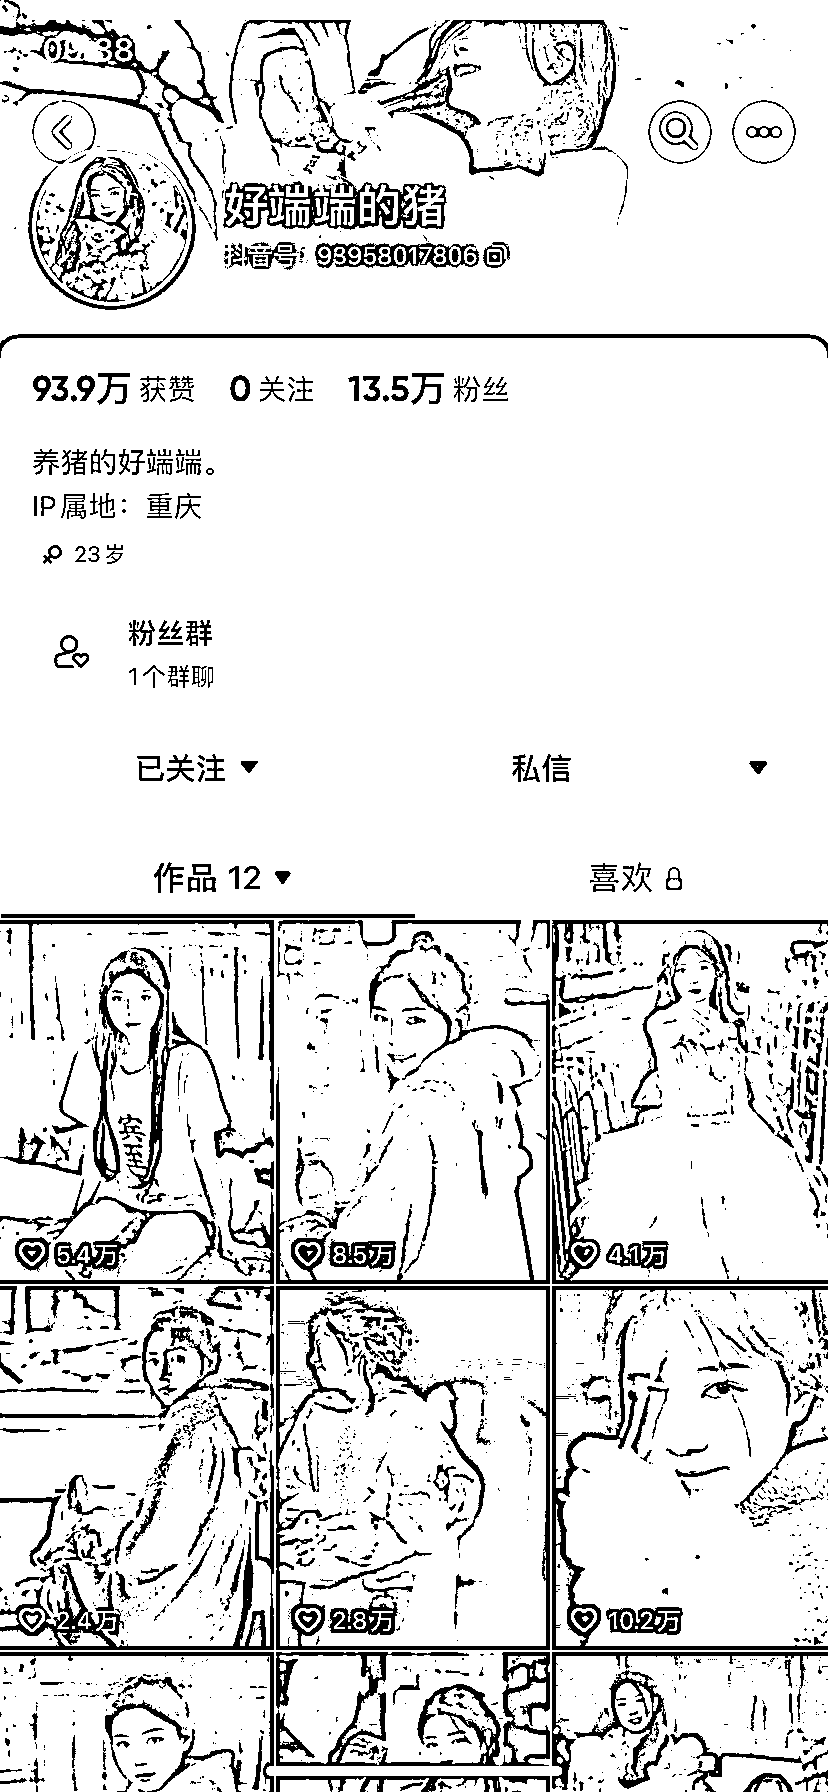 好端端的猪
抖音号：93958017806
93.9万 获赞 0 关注 13.5万 粉丝
养猪的好端端。
IP属地：重庆
23岁
粉丝群
1个群聊
已关注 私信
作品 12 喜欢
宾至
5.4万 8.5万 4.1万
2.4万 2.8万 10.2万